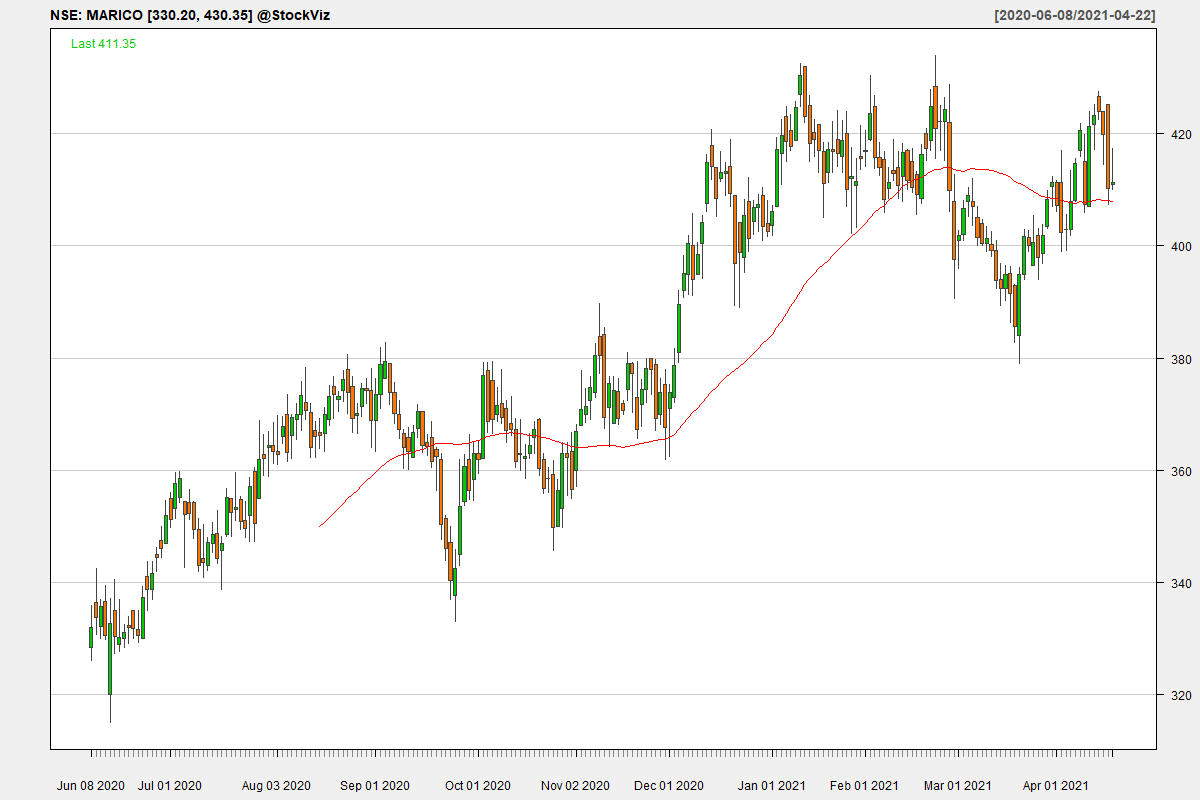 NSE: MARICO [330.20, 430.35] @StockViz
[2020-06-08/2021-04-22]
Last 411.35
420
400
380
360
340
320
Jun 08 2020
Jul 01 2020
Aug 03 2020
Sep 01 2020
Oct 01 2020
Nov 02 2020
Dec 01 2020
Jan 01 2021
Feb 01 2021
Mar 01 2021
Apr 01 2021